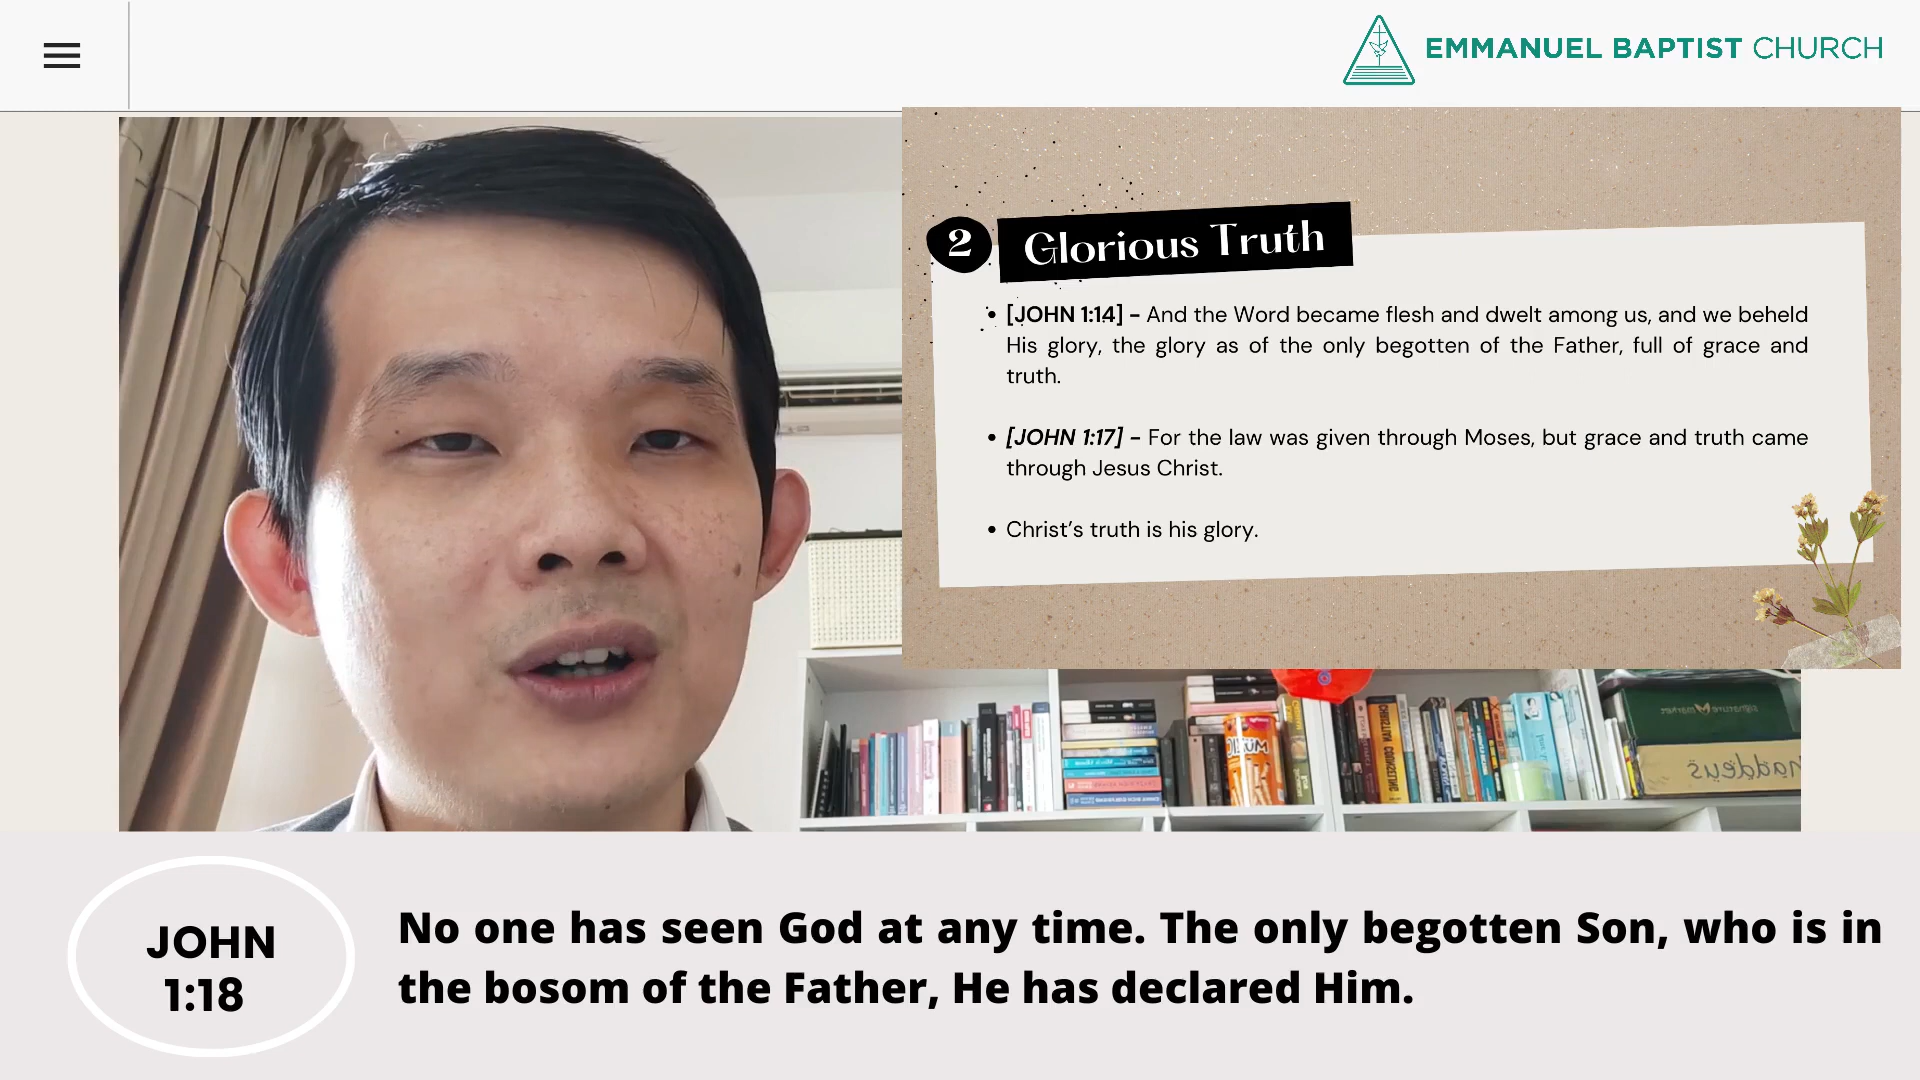 EMMANUEL BAPTIST CHURCH
2
Glorious Truth
• [JOHN 1:14] – And the Word became flesh and dwelt among us, and we beheld
His glory, the glory as of the only begotten of the Father, full of grace and
truth.
• [JOHN 1:17] – For the law was given through Moses, but grace and truth came
through Jesus Christ.
• Christ’s truth is his glory.
CHRISTIAN COUNSELING
JOHN
1:18
No one has seen God at any time. The only begotten Son, who is in
the bosom of the Father, He has declared Him.